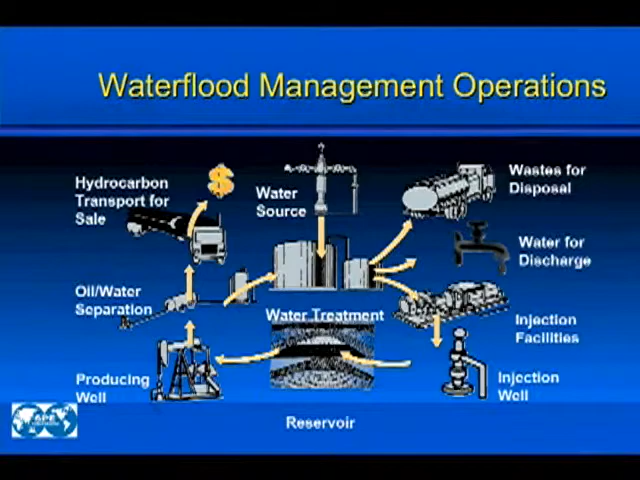 Waterflood Management Operations
Hydrocarbon
Transport for
Sale
$
Water
Source
Wastes for
Disposal
Water for
Discharge
Oil/Water
Separation
Water Treatment
Injection
Facilities
Producing
Well
Injection
Well
Reservoir